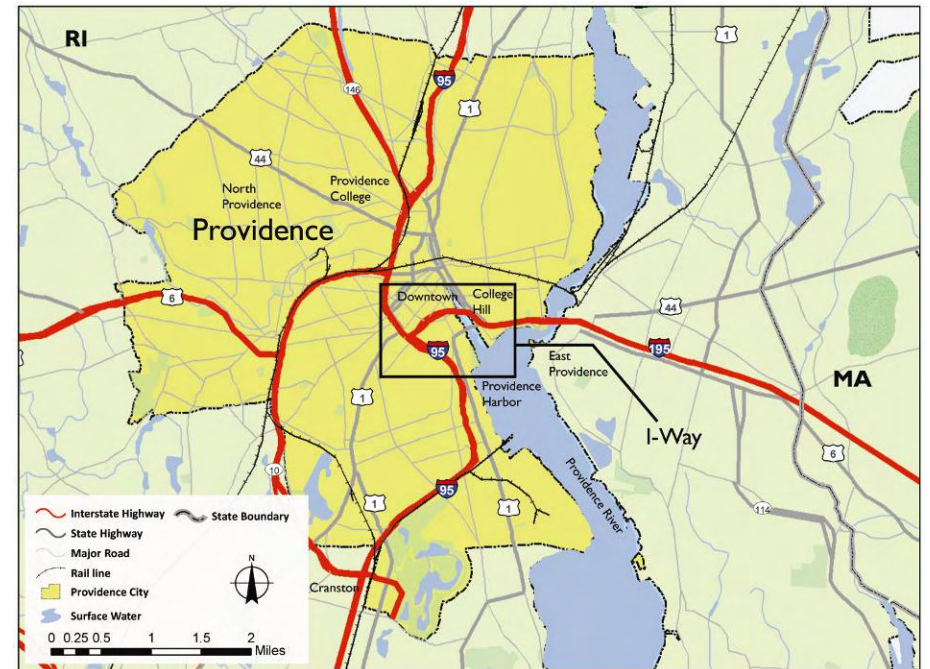 RI
1
95
146
1
44
North
Providence
Providence
College
Providence
6
Downtown
College
Hill
44
95
195
East
Providence
MA
Providence
Harbor
1
I-Way
6
10
95
Providence River
1
1
114
Cranston
Interstate Highway
State Boundary
State Highway
Major Road
Rail line
Providence City
Surface Water
N
0 0.25 0.5 1 1.5 2
Miles